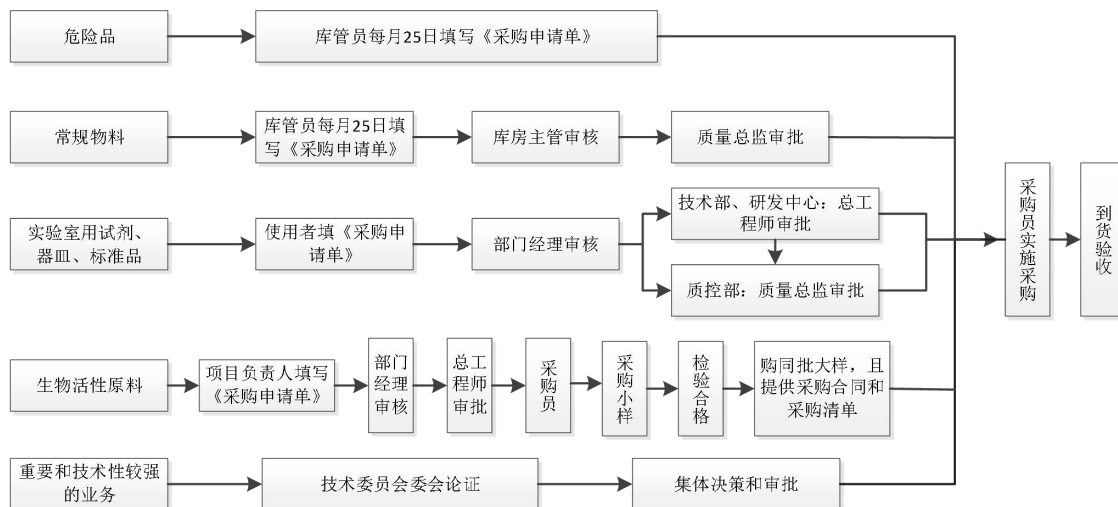 危险品
库管员每月25日填写《采购申请单》
常规物料
库管员每月25日填
写《采购申请单》
库房主管审核
质量总监审批
实验室用试剂、
器皿、标准品
使用者填《采购申
请单》
部门经理审核
技术部、研发中心：总工
程师审批
质控部：质量总监审批
采购员实施采购
到货验收
生物活性原料
项目负责人填写
《采购申请单》
部门
经理
审核
总工
程师
审批
采购员
采购小样
检验合格
购同批大样，且
提供采购合同和
采购清单
重要和技术性较强
的业务
技术委员会委会论证
集体决策和审批